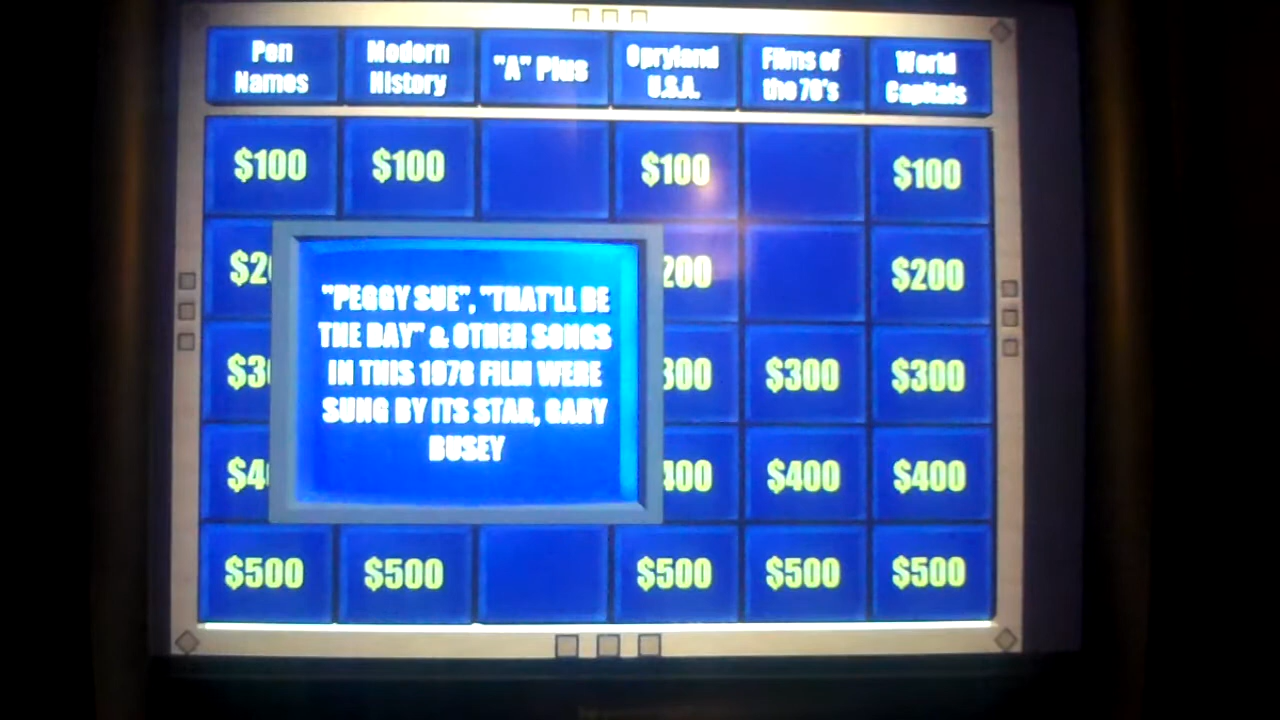 Pen Names
Modern History
"A" Plus
Opryland U.S.A.
Films of the 70's
World Capitals
$100 $100 $100 $100
$200 $200
"PEGGY SUE", "THAT'LL BE
THE DAY" & OTHER SONGS
IN THIS 1978 FILM WERE
SUNG BY ITS STAR, GARY
BUSEY
$300 $300
$400 $400
$500 $500 $500 $500 $500